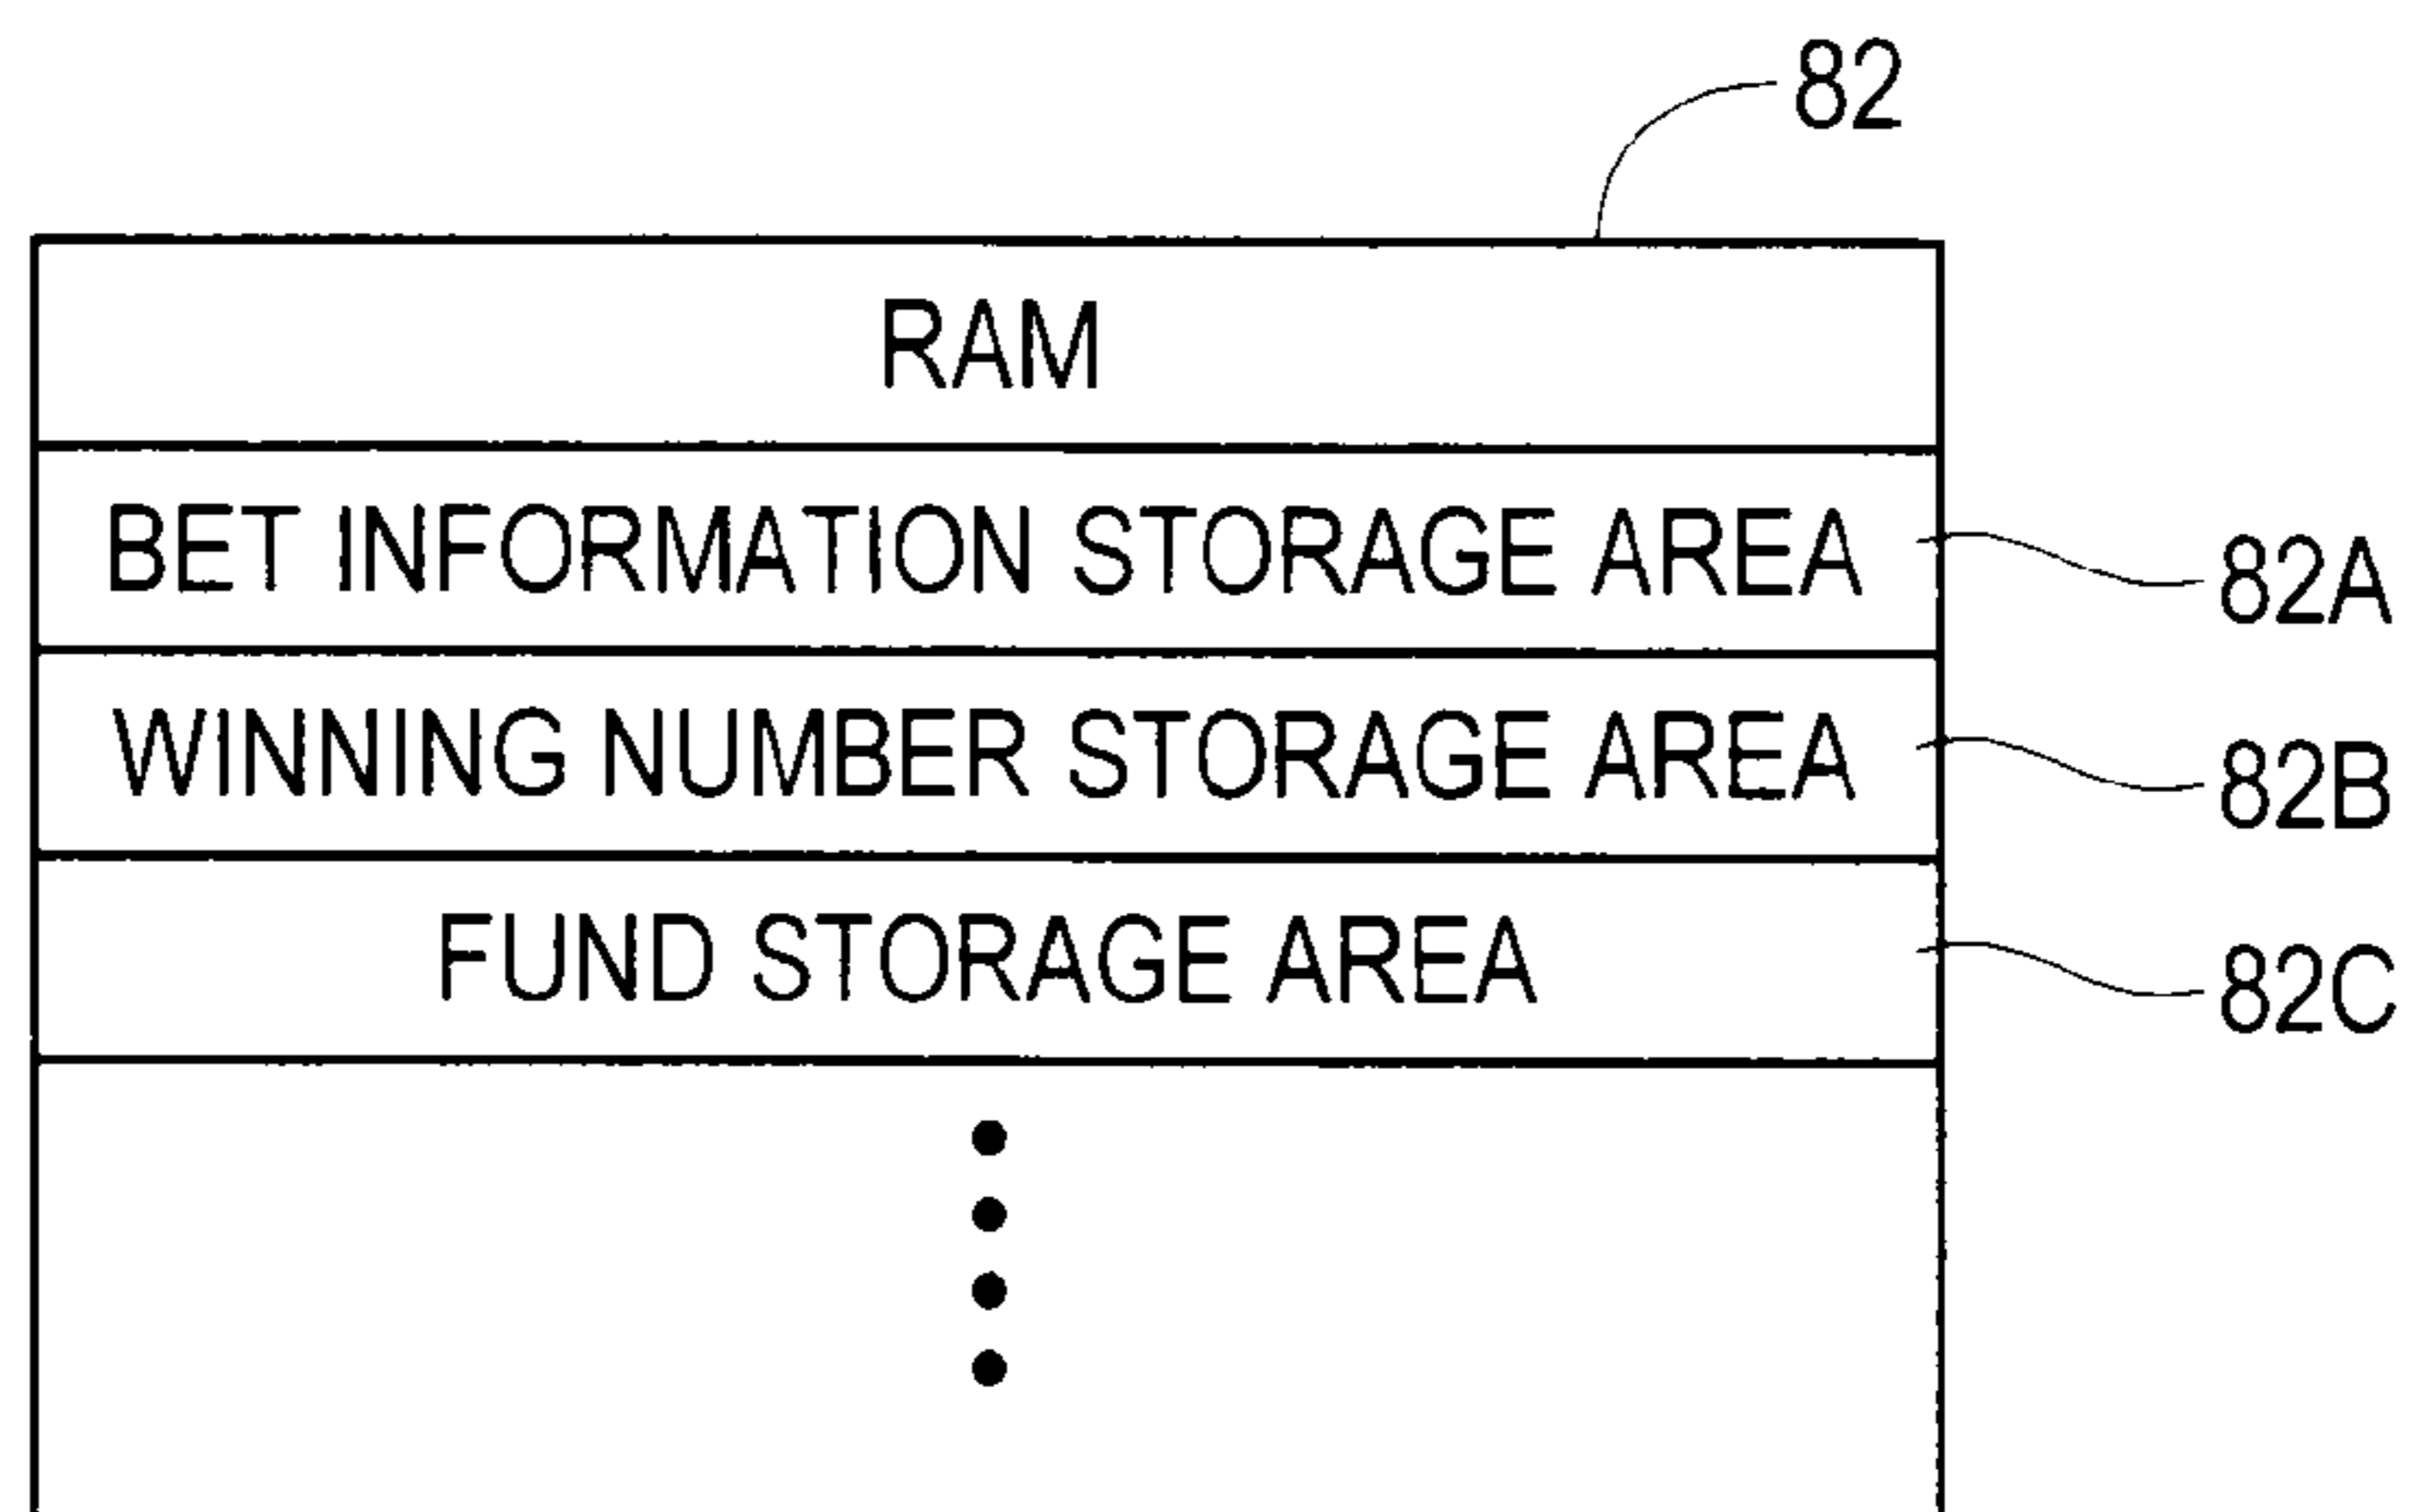 82
RAM
BET INFORMATION STORAGE AREA 82A
WINNING NUMBER STORAGE AREA 82B
FUND STORAGE AREA 82C